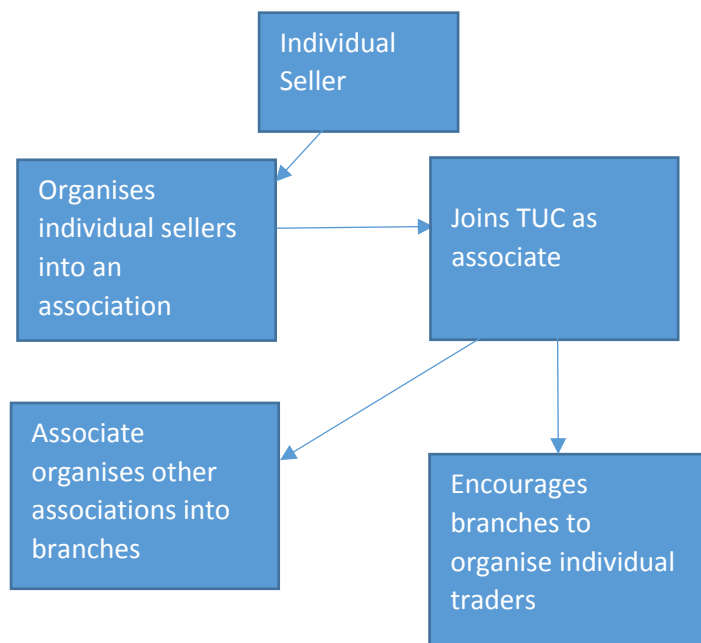 Individual
Seller
Organises
individual sellers
into an
association
Joins TUC as
associate
Associate
organises other
associations into
branches
Encourages
branches to
organise individual
traders